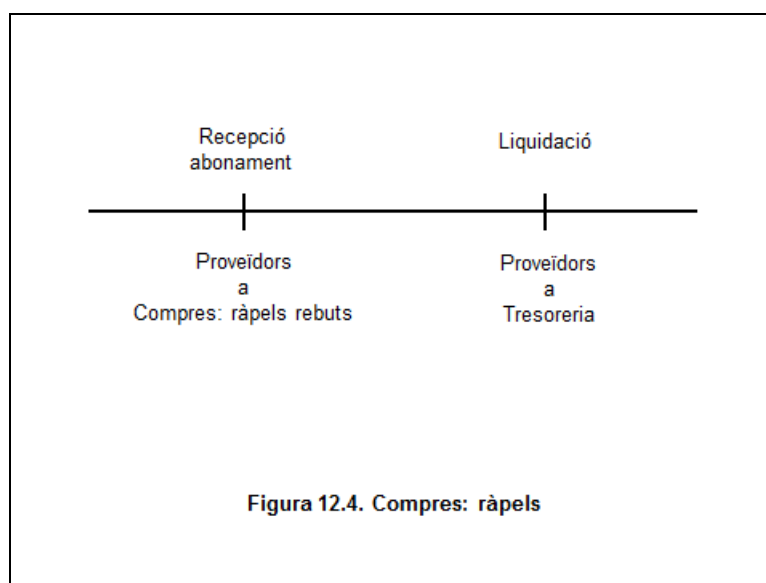 Recepció
abonament
Liquidació
Proveïdors
a
Compres: ràpels rebuts
Proveïdors
a
Tresoreria
Figura 12.4. Compres: ràpels